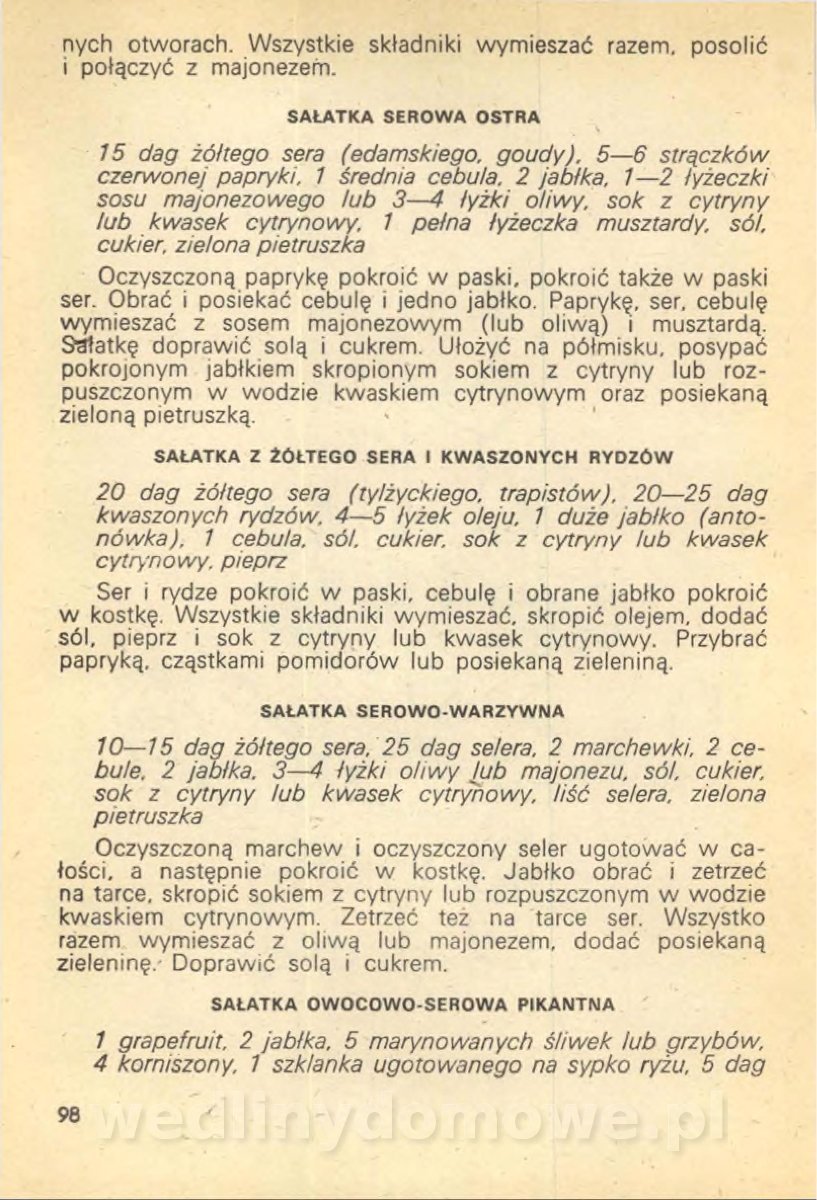 nych otworach. Wszystkie składniki wymieszać razem, posolić
i połączyć z majonezem.
SAŁATKA SEROWA OSTRA
15 dag żółtego sera (edamskiego, goudy), 5—6 strączków
czerwonej papryki, 1 średnia cebula, 2 jabłka, 1—2 łyżeczki
sosu majonezowego lub 3—4 łyżki oliwy, sok z cytryny
lub kwasek cytrynowy, 1 pełna łyżeczka musztardy, sól,
cukier, zielona pietruszka
Oczyszczoną paprykę pokroić w paski, pokroić także w paski
ser. Obrać i posiekać cebulę i jedno jabłko. Paprykę, ser, cebulę
wymieszać z sosem majonezowym (lub oliwą) i musztardą.
Sałatkę doprawić solą i cukrem. Ułożyć na półmisku, posypać
pokrojonym jabłkiem skropionym sokiem z cytryny lub roz-
puszczonym w wodzie kwaskiem cytrynowym oraz posiekaną
zieloną pietruszką.
SAŁATKA Z ŻÓŁTEGO SERA I KWASZONYCH RYDZÓW
20 dag żółtego sera (tylżyckiego, trapistów), 20—25 dag
kwaszonych rydzów, 4—5 łyżek oleju, 1 duże jabłko (anto-
nówka), 1 cebula, sól, cukier, sok z cytryny lub kwasek
cytrynowy, pieprz
Ser i rydze pokroić w paski, cebulę i obrane jabłko pokroić
w kostkę. Wszystkie składniki wymieszać, skropić olejem, dodać
sól, pieprz i sok z cytryny lub kwasek cytrynowy. Przybrać
papryką, cząstkami pomidorów lub posiekaną zieleniną.
SAŁATKA SEROWO-WARZYWNA
10—15 dag żółtego sera, 25 dag selera, 2 marchewki, 2 ce-
bule, 2 jabłka, 3—4 łyżki oliwy lub majonezu, sól, cukier,
sok z cytryny lub kwasek cytrynowy, liść selera, zielona
pietruszka
Oczyszczoną marchew i oczyszczony seler ugotować w ca-
łości, a następnie pokroić w kostkę. Jabłko obrać i zetrzeć
na tarce, skropić sokiem z cytryny lub rozpuszczonym w wodzie
kwaskiem cytrynowym. Zetrzeć też na tarce ser. Wszystko
razem wymieszać z oliwą lub majonezem, dodać posiekaną
zieleninę. Doprawić solą i cukrem.
SAŁATKA OWOCOWO-SEROWA PIKANTNA
1 grapefruit, 2 jabłka, 5 marynowanych śliwek lub grzybów,
4 korniszony, 1 szklanka ugotowanego na sypko ryżu, 5 dag
98
wedlinydomowe.pl